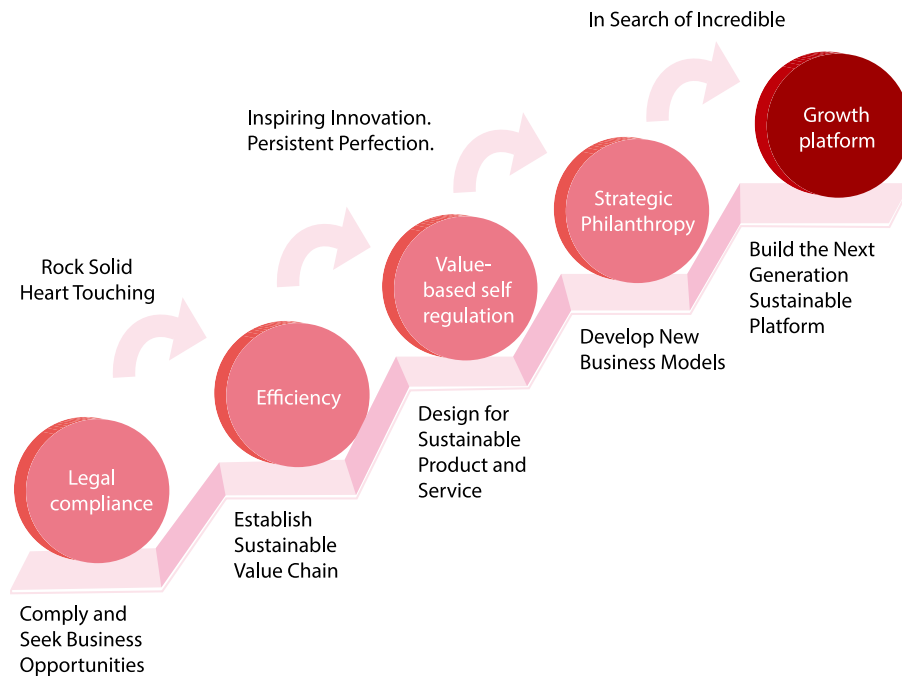 In Search of Incredible
Growth
platform
Inspiring Innovation.
Persistent Perfection.
Strategic
Philanthropy
Build the Next
Generation
Sustainable
Platform
Rock Solid
Heart Touching
Value-
based self
regulation
Develop New
Business Models
Efficiency
Design for
Sustainable
Product and
Service
Legal
compliance
Establish
Sustainable
Value Chain
Comply and
Seek Business
Opportunities